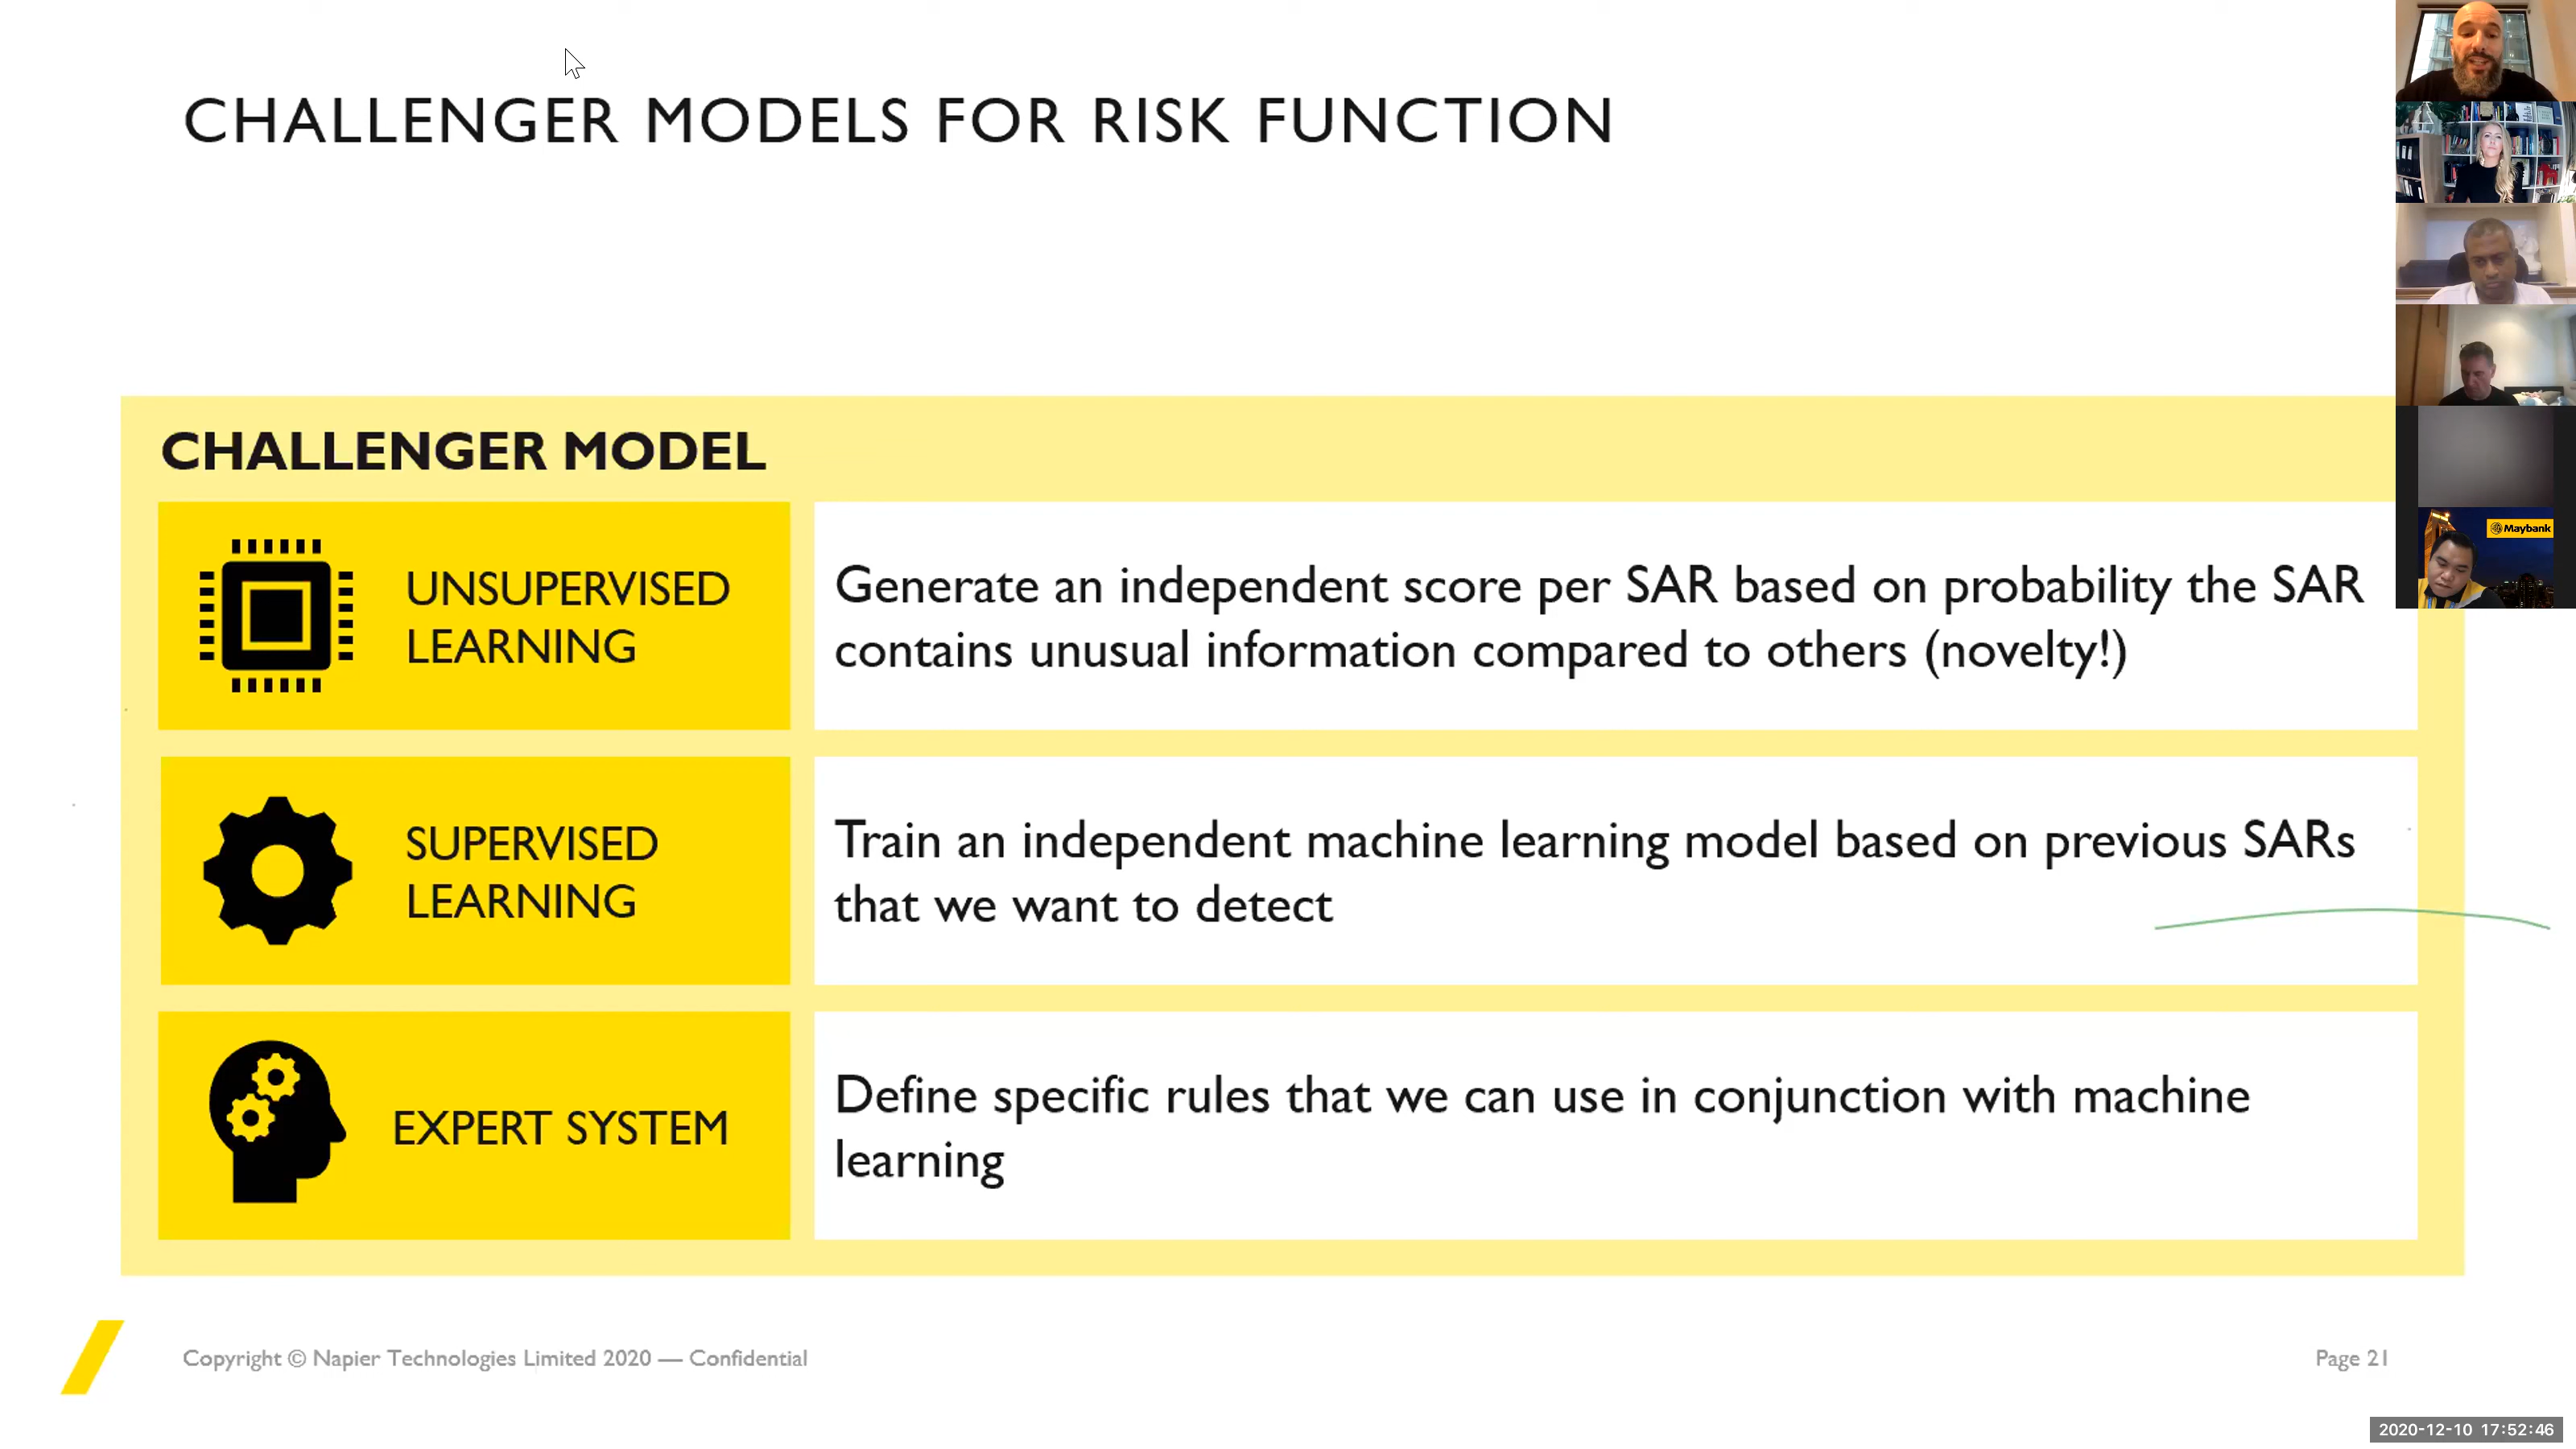 CHALLENGER MODELS FOR RISK FUNCTION
CHALLENGER MODEL
UNSUPERVISED
LEARNING
Generate an independent score per SAR based on probability the SAR
contains unusual information compared to others (novelty!)
SUPERVISED
LEARNING
Train an independent machine learning model based on previous SARs
that we want to detect
EXPERT SYSTEM
Define specific rules that we can use in conjunction with machine
learning
Maybank
Copyright © Napier Technologies Limited 2020 — Confidential
Page 21
2020-12-10 17:52:46